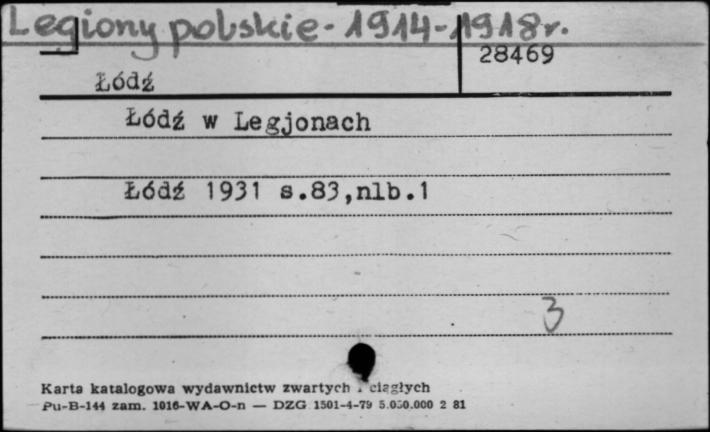 Legiony polskie - 1914-1918r.
28469
Łódź
Łódź w Legjonach
Łódź 1931 s.83,nlb.1
3
Karta katalogowa wydawnictw zwartych i ciągłych
Pu-B-144 zam. 1016-WA-O-n — DZG 1501-4-79 5.050.000 2 81